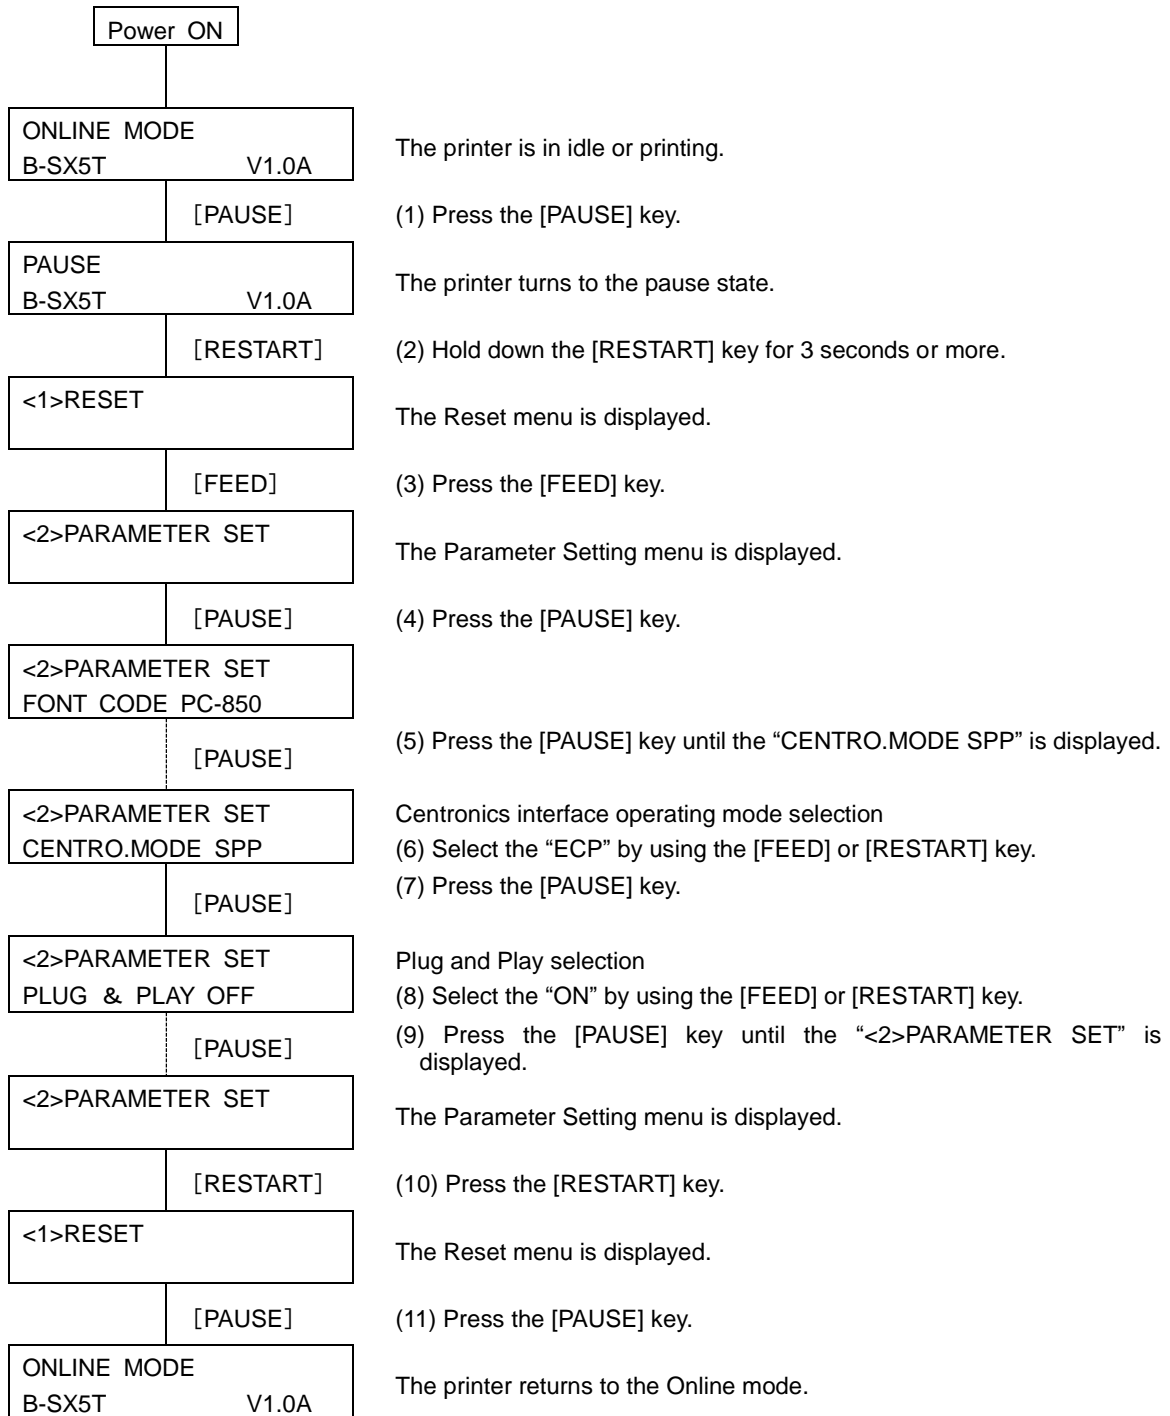 Power ON
ONLINE MODE
B-SX5T V1.0A
The printer is in idle or printing.
[PAUSE]
(1) Press the [PAUSE] key.
PAUSE
B-SX5T V1.0A
The printer turns to the pause state.
[RESTART]
(2) Hold down the [RESTART] key for 3 seconds or more.
<1>RESET
The Reset menu is displayed.
[FEED]
(3) Press the [FEED] key.
<2>PARAMETER SET
The Parameter Setting menu is displayed.
[PAUSE]
(4) Press the [PAUSE] key.
<2>PARAMETER SET
FONT CODE PC-850
[PAUSE]
(5) Press the [PAUSE] key until the “CENTRO.MODE SPP” is displayed.
<2>PARAMETER SET
CENTRO.MODE SPP
Centronics interface operating mode selection
(6) Select the “ECP” by using the [FEED] or [RESTART] key.
(7) Press the [PAUSE] key.
[PAUSE]
<2>PARAMETER SET
PLUG & PLAY OFF
Plug and Play selection
(8) Select the “ON” by using the [FEED] or [RESTART] key.
(9) Press the [PAUSE] key until the “<2>PARAMETER SET” is
displayed.
[PAUSE]
<2>PARAMETER SET
The Parameter Setting menu is displayed.
[RESTART]
(10) Press the [RESTART] key.
<1>RESET
The Reset menu is displayed.
[PAUSE]
(11) Press the [PAUSE] key.
ONLINE MODE
B-SX5T V1.0A
The printer returns to the Online mode.